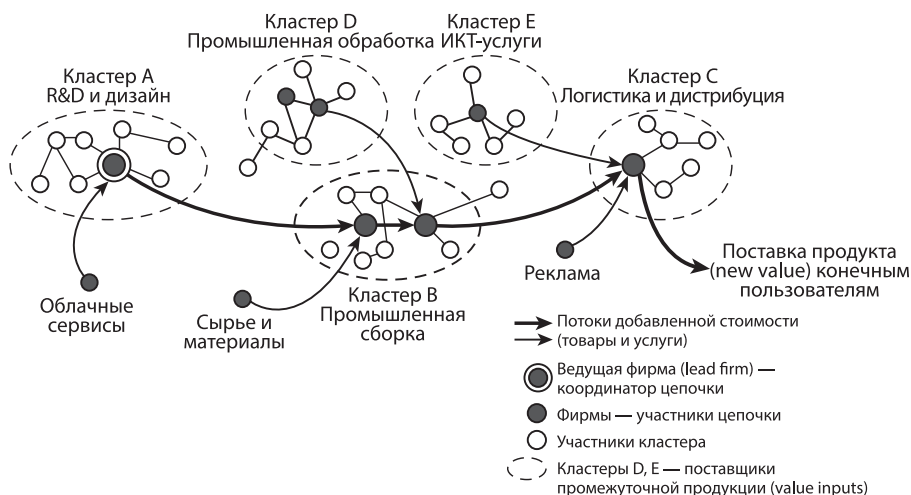 Кластер D
Промышленная обработка
Кластер E
ИКТ-услуги
Кластер A
R&D и дизайн
Кластер C
Логистика и дистрибуция
Облачные
сервисы
Сырье и
материалы
Кластер B
Промышленная
сборка
Реклама
Поставка продукта
(new value) конечным
пользователям
Потоки добавленной стоимости
(товары и услуги)
Ведущая фирма (lead firm) —
координатор цепочки
Фирмы — участники цепочки
Участники кластера
Кластеры D, E — поставщики
промежуточной продукции (value inputs)